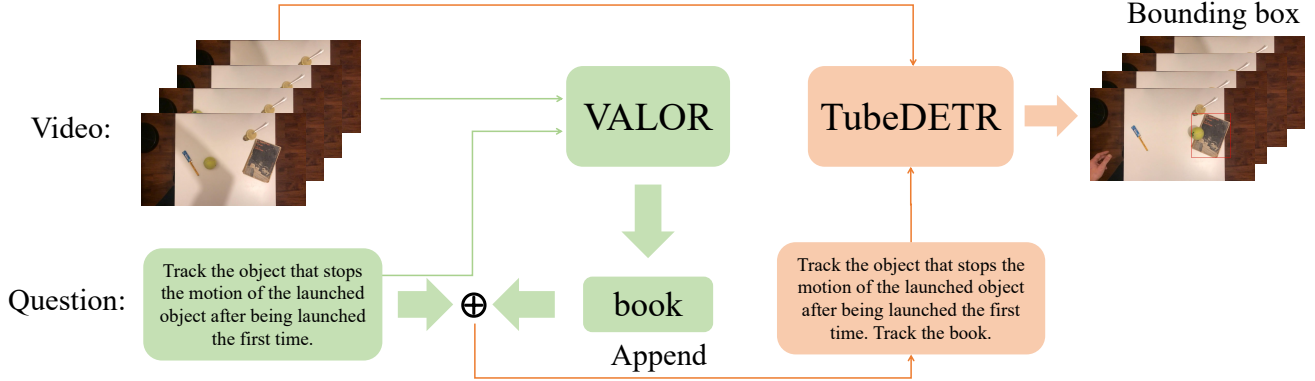 Bounding box
Video:
VALOR
TubeDETR
Question:
Track the object that stops
the motion of the launched
object after being launched
the first time.
⊕
book
Append
Track the object that stops the
motion of the launched object
after being launched the first
time. Track the book.